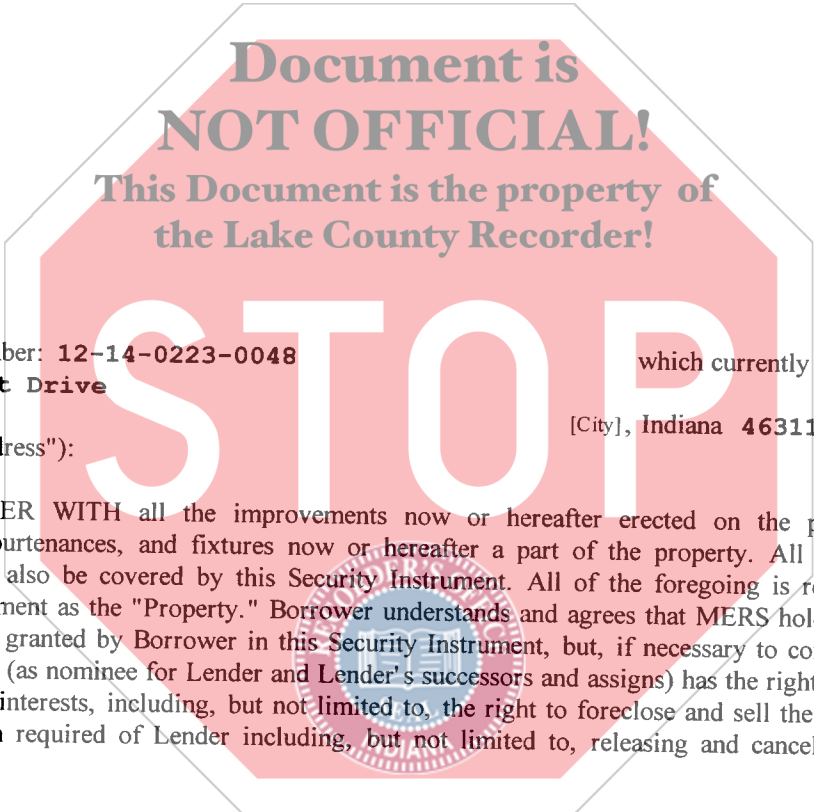 Document is
NOT OFFICIAL!
This Document is the property of
the Lake County Recorder!
STOP
ber: 12-14-0223-0048 which currently
t Drive
[City], Indiana 46311
dress"):
ER WITH all the improvements now or hereafter erected on the p
ourtenances, and fixtures now or hereafter a part of the property. All
also be covered by this Security Instrument. All of the foregoing is re
ment as the "Property." Borrower understands and agrees that MERS hol
granted by Borrower in this Security Instrument, but, if necessary to co
(as nominee for Lender and Lender's successors and assigns) has the right
interests, including, but not limited to, the right to foreclose and sell the
required of Lender including, but not limited to, releasing and cancel
RECORDER'S OFFICE
INDIANA